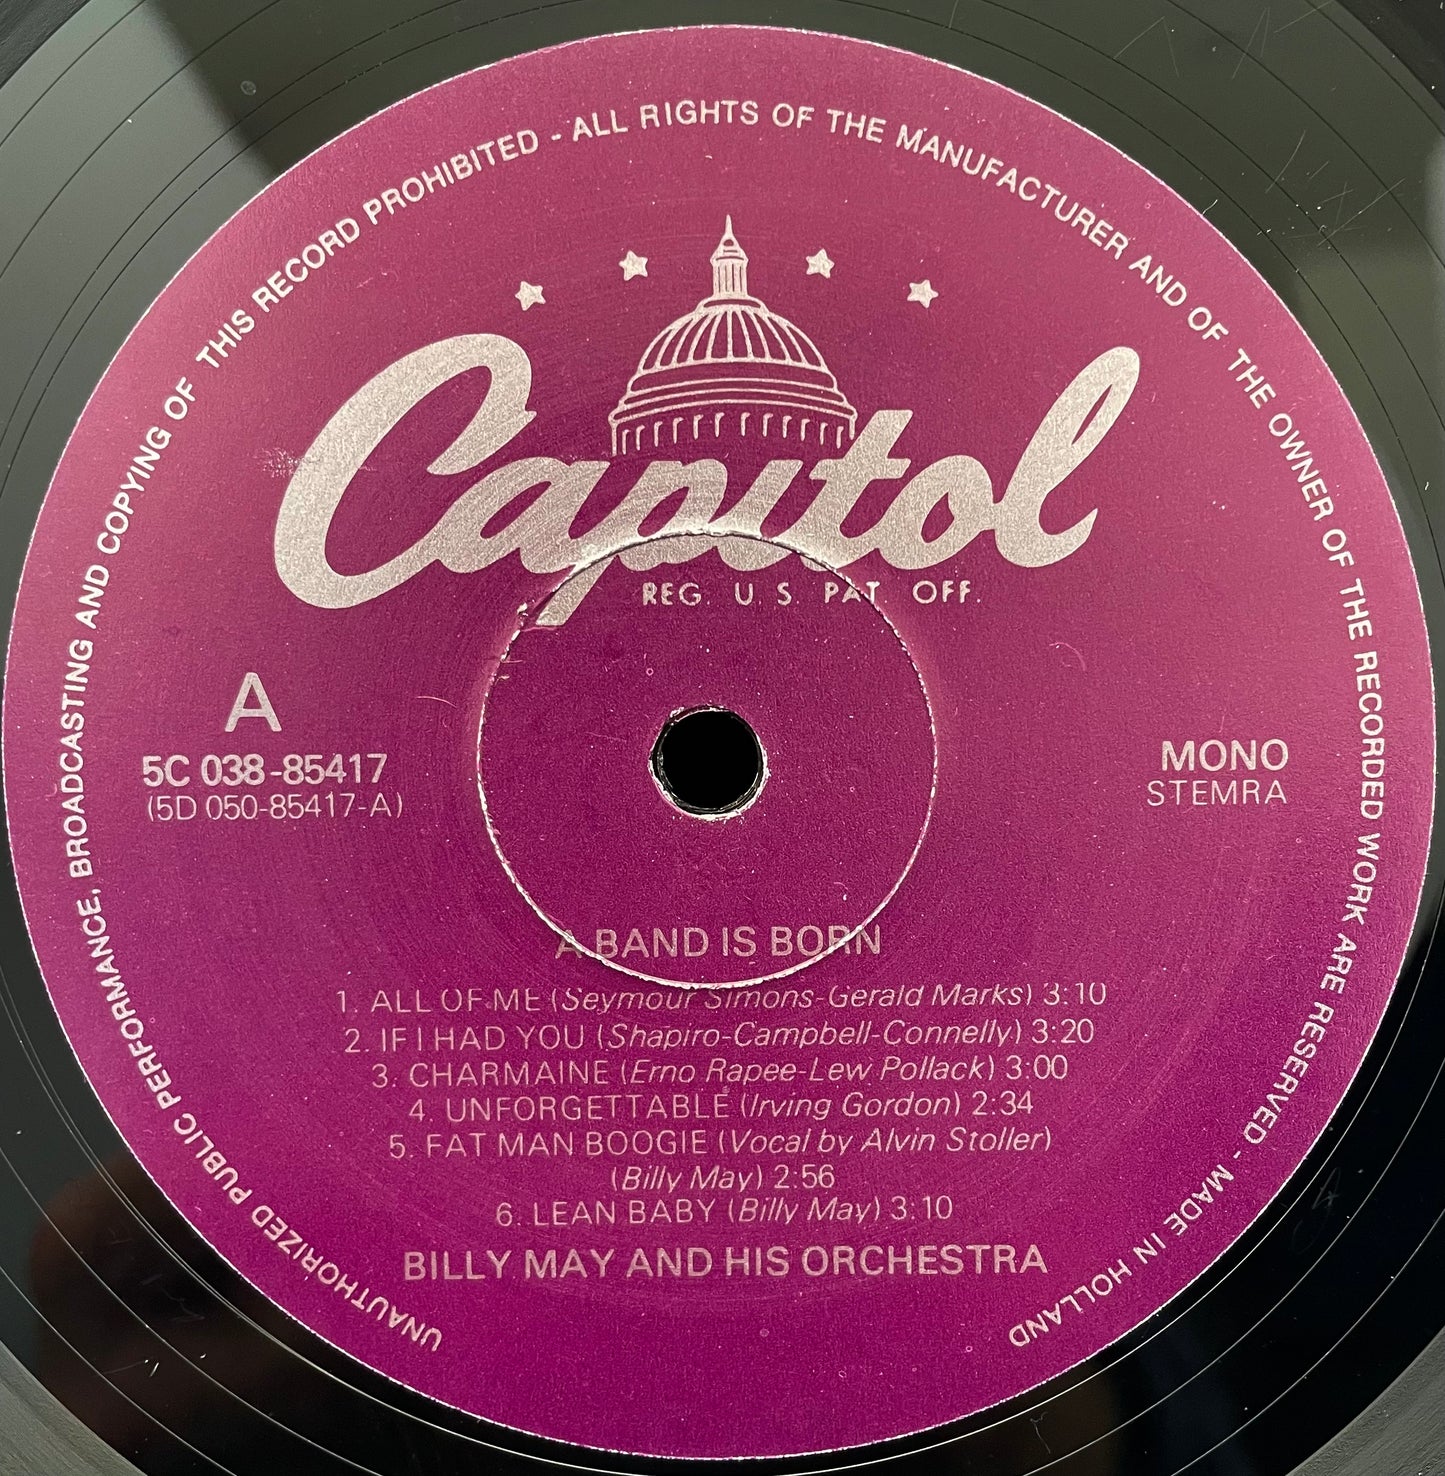 UNAUTHORIZED PUBLIC PERFORMANCE, BROADCASTING AND COPYING OF THIS RECORD PROHIBITED - ALL RIGHTS OF THE MANUFACTURER AND OF THE OWNER OF THE RECORDED WORK ARE RESERVED - MADE IN HOLLAND
Capitol
REG. U.S. PAT. OFF.
A
5C 038-85417
(5D 050-85417-A)
MONO
STEMRA
A BAND IS BORN
1. ALL OF ME (Seymour Simons-Gerald Marks) 3:10
2. IF I HAD YOU (Shapiro-Campbell-Connelly) 3:20
3. CHARMAINE (Erno Rapee-Lew Pollack) 3:00
4. UNFORGETTABLE (Irving Gordon) 2:34
5. FAT MAN BOOGIE (Vocal by Alvin Stoller)
(Billy May) 2:56
6. LEAN BABY (Billy May) 3:10
BILLY MAY AND HIS ORCHESTRA